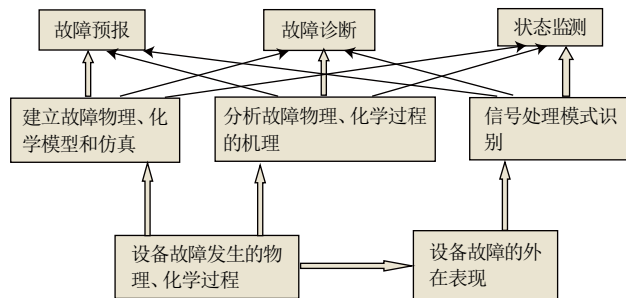 故障预报
故障诊断
状态监测
建立故障物理、化
学模型和仿真
分析故障物理、化学过程
的机理
信号处理模式识
别
设备故障发生的物
理、化学过程
设备故障的外
在表现